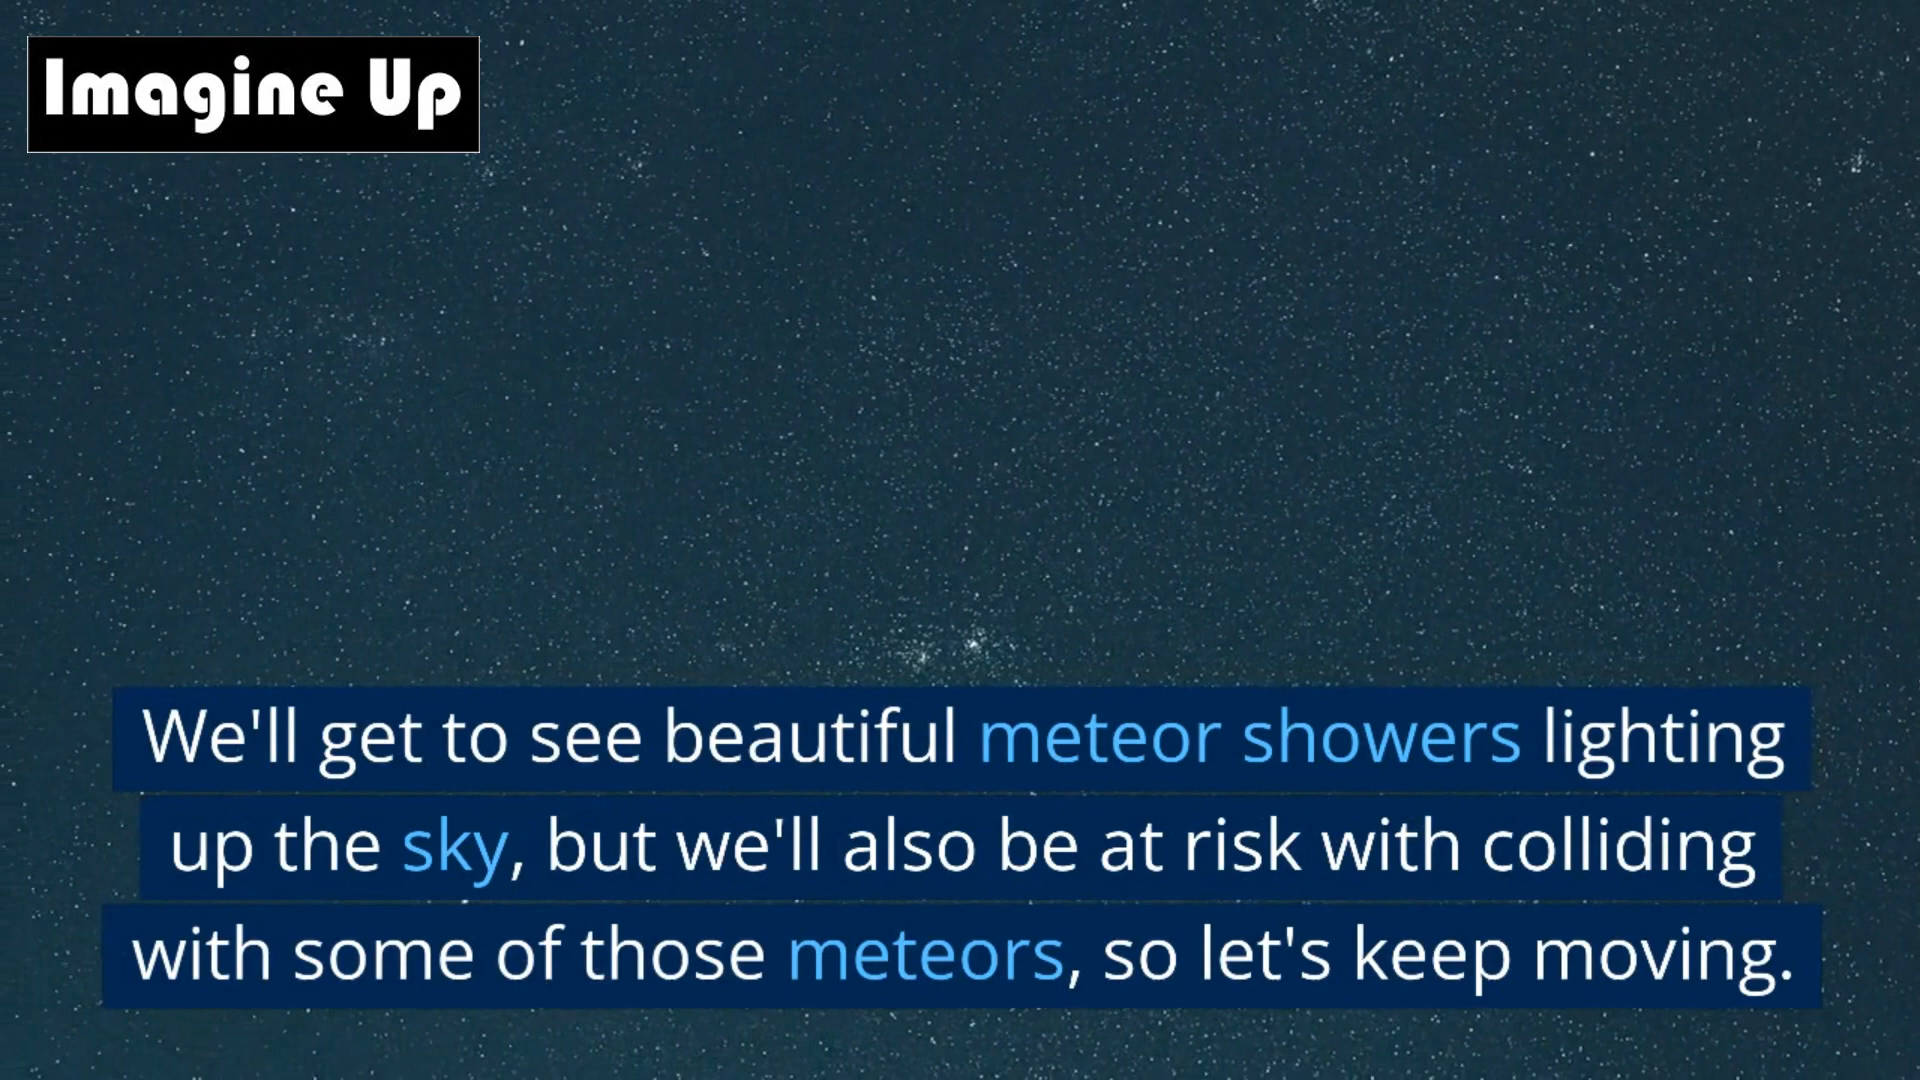 Imagine Up
We'll get to see beautiful meteor showers lighting
up the sky, but we'll also be at risk with colliding
with some of those meteors, so let's keep moving.